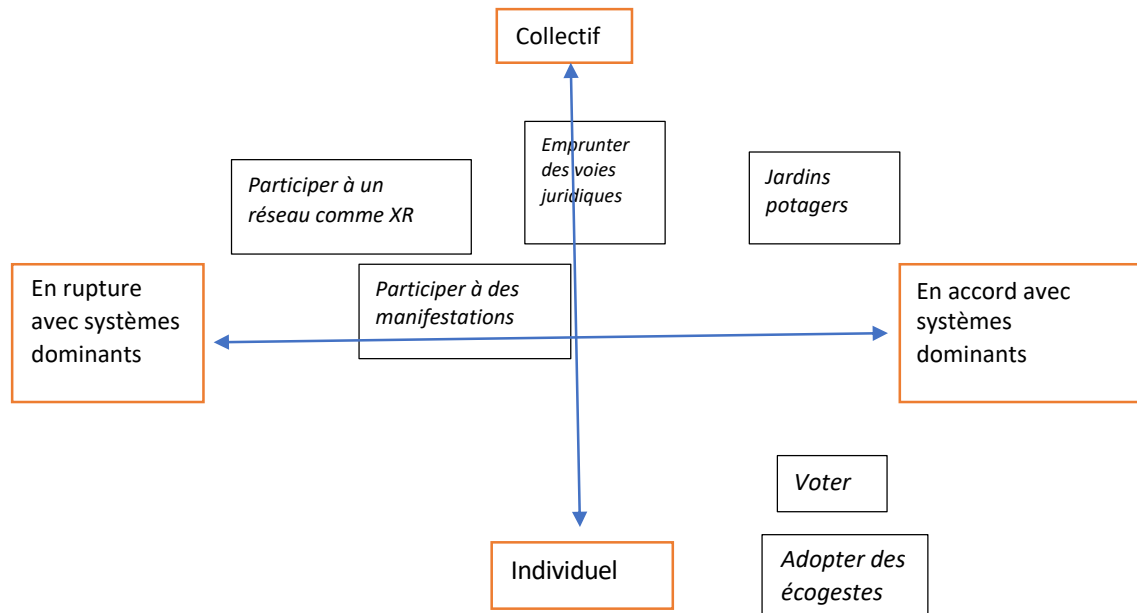 Collectif
Emprunter
des voies
juridiques
Participer à un
réseau comme XR
Jardins
potagers
En rupture
avec systèmes
dominants
Participer à des
manifestations
En accord avec
systèmes
dominants
Voter
Individuel
Adopter des
écogestes